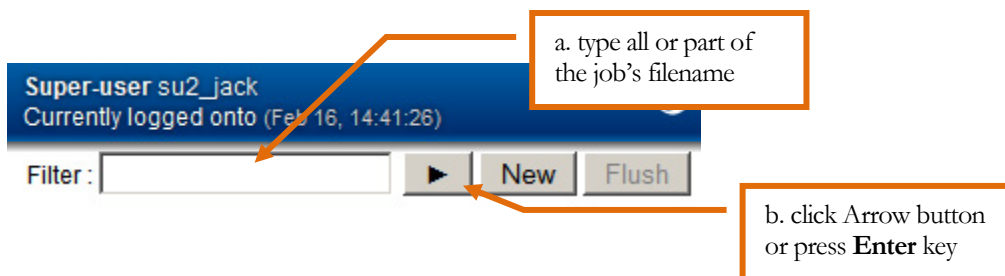 a. type all or part of
the job's filename
Super-user su2_jack
Currently logged onto (Feb 16, 14:41:26)
Filter : New Flush
b. click Arrow button
or press Enter key